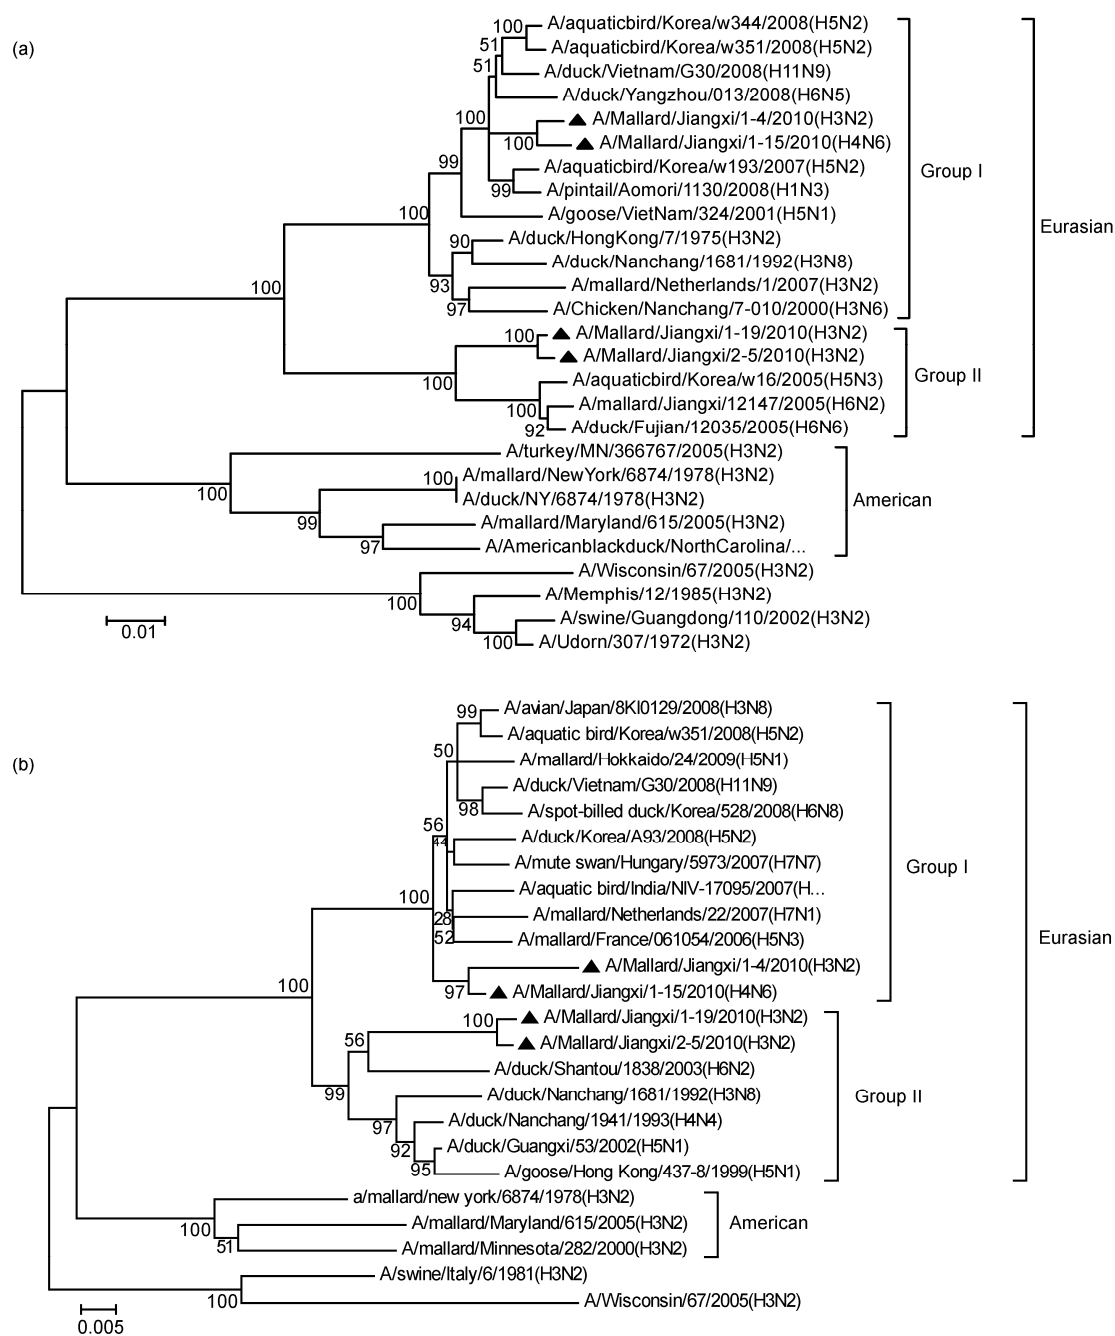 (a)
100 A/aquaticbird/Korea/w344/2008(H5N2)
51 A/aquaticbird/Korea/w351/2008(H5N2)
51 A/duck/Vietnam/G30/2008(H11N9)
A/duck/Yangzhou/013/2008(H6N5)
100 ▲ A/Mallard/Jiangxi/1-4/2010(H3N2)
100 ▲ A/Mallard/Jiangxi/1-15/2010(H4N6)
99 A/aquaticbird/Korea/w193/2007(H5N2)
Group I
99 A/pintail/Aomori/1130/2008(H1N3)
100 A/goose/VietNam/324/2001(H5N1)
Eurasian
90 A/duck/HongKong/7/1975(H3N2)
A/duck/Nanchang/1681/1992(H3N8)
100 93 A/mallard/Netherlands/1/2007(H3N2)
97 A/Chicken/Nanchang/7-010/2000(H3N6)
100 ▲ A/Mallard/Jiangxi/1-19/2010(H3N2)
▲ A/Mallard/Jiangxi/2-5/2010(H3N2)
Group II
100 A/aquaticbird/Korea/w16/2005(H5N3)
100 A/mallard/Jiangxi/12147/2005(H6N2)
92 A/duck/Fujian/12035/2005(H6N6)
A/turkey/MN/366767/2005(H3N2)
100 A/mallard/NewYork/6874/1978(H3N2)
100 A/duck/NY/6874/1978(H3N2)
American
99 A/mallard/Maryland/615/2005(H3N2)
97 A/Americanblackduck/NorthCarolina/...
A/Wisconsin/67/2005(H3N2)
100 A/Memphis/12/1985(H3N2)
94 A/swine/Guangdong/110/2002(H3N2)
0.01 100 A/Udorn/307/1972(H3N2)
(b)
99 A/avian/Japan/8KI0129/2008(H3N8)
A/aquatic bird/Korea/w351/2008(H5N2)
50 A/mallard/Hokkaido/24/2009(H5N1)
A/duck/Vietnam/G30/2008(H11N9)
98 A/spot-billed duck/Korea/528/2008(H6N8)
56
44 A/duck/Korea/A93/2008(H5N2)
A/mute swan/Hungary/5973/2007(H7N7)
Group I
100 A/aquatic bird/India/NIV-17095/2007(H...
28 A/mallard/Netherlands/22/2007(H7N1)
52 A/mallard/France/061054/2006(H5N3)
Eurasian
▲ A/Mallard/Jiangxi/1-4/2010(H3N2)
100 97 ▲ A/Mallard/Jiangxi/1-15/2010(H4N6)
100 ▲ A/Mallard/Jiangxi/1-19/2010(H3N2)
56 ▲ A/Mallard/Jiangxi/2-5/2010(H3N2)
A/duck/Shantou/1838/2003(H6N2)
99 A/duck/Nanchang/1681/1992(H3N8)
Group II
97 A/duck/Nanchang/1941/1993(H4N4)
92 A/duck/Guangxi/53/2002(H5N1)
95 A/goose/Hong Kong/437-8/1999(H5N1)
a/mallard/new york/6874/1978(H3N2)
100 A/mallard/Maryland/615/2005(H3N2)
American
51 A/mallard/Minnesota/282/2000(H3N2)
A/swine/Italy/6/1981(H3N2)
100 A/Wisconsin/67/2005(H3N2)
0.005